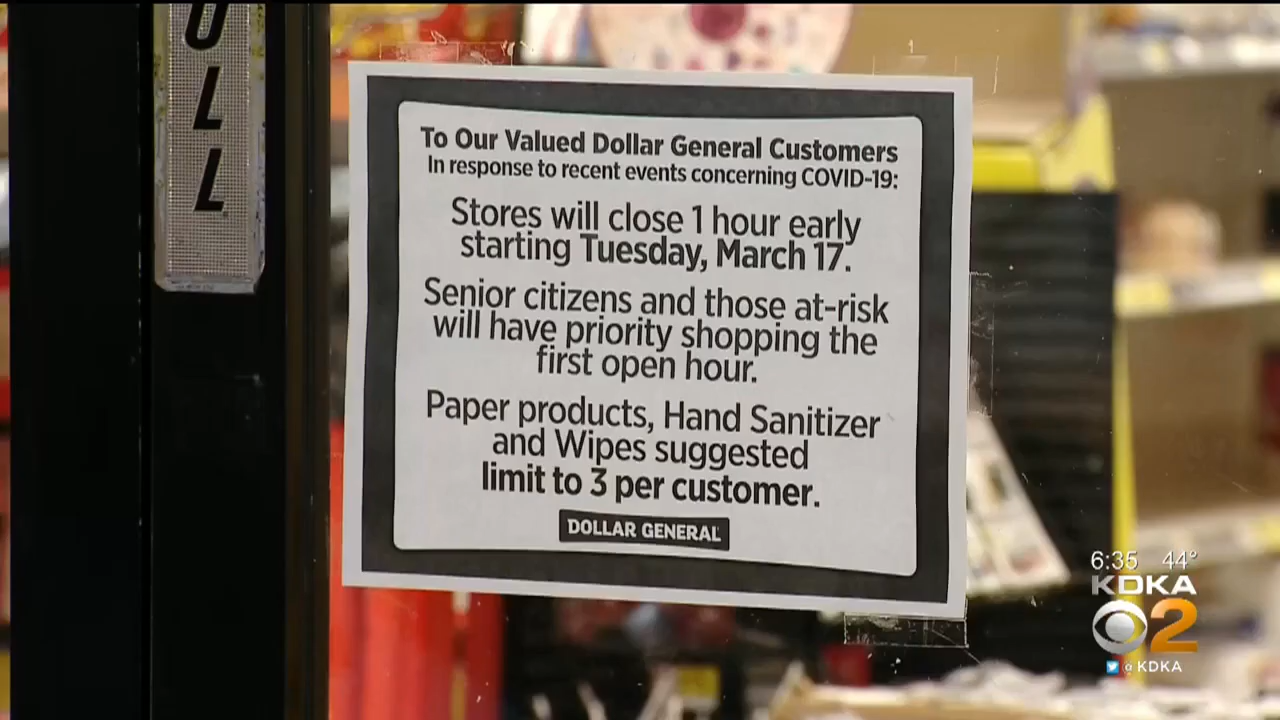 ULL
To Our Valued Dollar General Customers
In response to recent events concerning COVID-19:
Stores will close 1 hour early
starting Tuesday, March 17.
Senior citizens and those at-risk
will have priority shopping the
first open hour.
Paper products, Hand Sanitizer
and Wipes suggested
limit to 3 per customer.
DOLLAR GENERAL
6:35 44°
KDKA
2
@KDKA